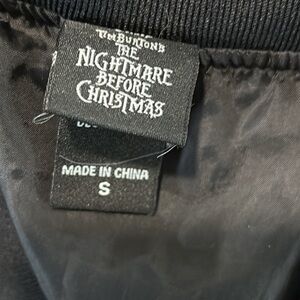 TIM BURTON'S
THE
NIGHTMARE
BEFORE
CHRISTMAS
MADE IN CHINA
S